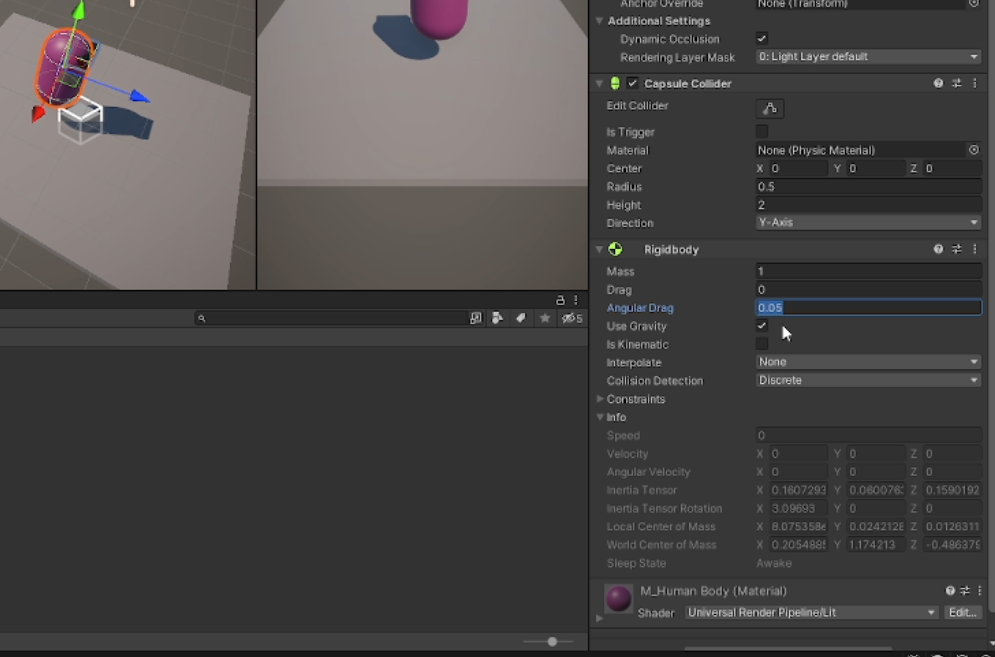 Anchor Override None (Transform)
Additional Settings
Dynamic Occlusion
Rendering Layer Mask 0: Light Layer default
Capsule Collider
Edit Collider
Is Trigger
Material None (Physic Material)
Center X 0 Y 0 Z 0
Radius 0.5
Height 2
Direction Y-Axis
Rigidbody
Mass 1
Drag 0
Angular Drag 0.05
Use Gravity
Is Kinematic
Interpolate None
Collision Detection Discrete
Constraints
Info
Speed 0
Velocity X 0 Y 0 Z 0
Angular Velocity X 0 Y 0 Z 0
Inertia Tensor X 0.1607293 Y 0.060076 Z 0.1590192
Inertia Tensor Rotation X 3.09693 Y 0 Z 0
Local Center of Mass X 8.075358e Y 0.0242128 Z 0.0126311
World Center of Mass X 0.205488 Y 1.174213 Z -0.486379
Sleep State Awake
M_Human Body (Material)
Shader Universal Render Pipeline/Lit Edit...
5